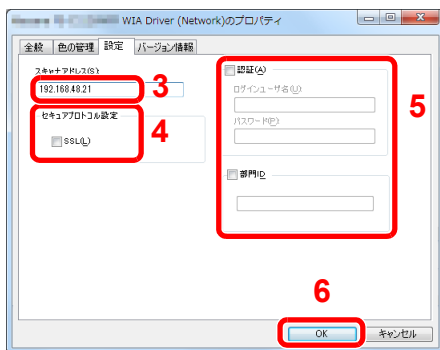 WIA Driver (Network)のプロパティ
全般 色の管理 設定 バージョン情報
スキャナアドレス(S):
192.168.48.21
3
セキュアプロトコル設定
SSL(L)
4
認証(A)
ログインユーザ名(U):
パスワード(P):
部門ID
5
6
OK キャンセル